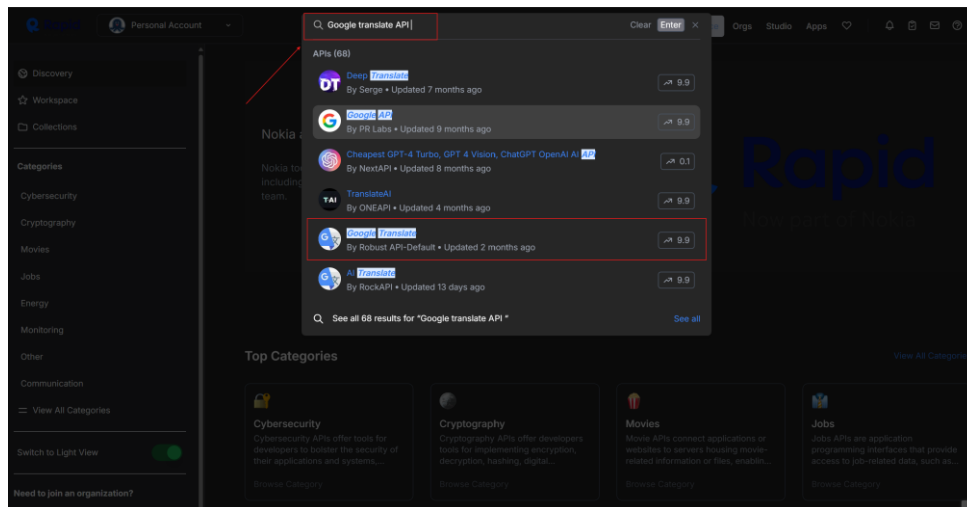 Rapid
Personal Account
Google translate API
Clear
Enter
Orgs
Studio
Apps
APIs (68)
Deep Translate
By Serge • Updated 7 months ago
9.9
Google API
By PR Labs • Updated 9 months ago
9.9
Cheapest GPT-4 Turbo, GPT 4 Vision, ChatGPT OpenAI AI API
By NextAPI • Updated 8 months ago
0.1
TAI
TranslateAI
By ONEAPI • Updated 4 months ago
9.9
Google Translate
By Robust API-Default • Updated 2 months ago
9.9
AI Translate
By RockAPI • Updated 13 days ago
9.9
See all 68 results for "Google translate API "
See all
Discovery
Workspace
Collections
Categories
Cybersecurity
Cryptography
Movies
Jobs
Energy
Monitoring
Other
Communication
View All Categories
Switch to Light View
Need to join an organization?
Nokia
Nokia
including
team.
Rapid
Now part of Nokia
Top Categories
View All Categorie
Cybersecurity
Cybersecurity APIs offer tools for
developers to bolster the security of
their applications and systems,...
Browse Category
Cryptography
Cryptography APIs offer developers
tools for implementing encryption,
decryption, hashing, digital...
Browse Category
Movies
Movie APIs connect applications or
websites to servers housing movie-
related information or files, enablin...
Browse Category
Jobs
Jobs APIs are application
programming interfaces that provide
access to job-related data, such as...
Browse Category